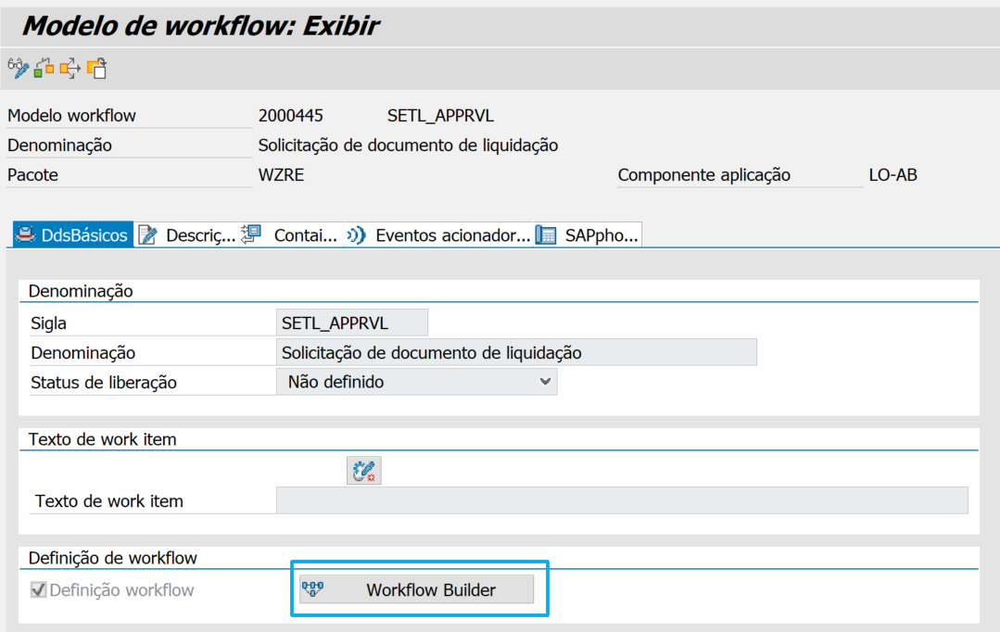 Modelo de workflow: Exibir
Modelo workflow 2000445 SETL_APPRVL
Denominação Solicitação de documento de liquidação
Pacote WZRE Componente aplicação LO-AB
DdsBásicos Descriç... Contai... Eventos acionador... SAPpho...
Denominação
Sigla SETL_APPRVL
Denominação Solicitação de documento de liquidação
Status de liberação Não definido
Texto de work item
Texto de work item
Definição de workflow
Definição workflow Workflow Builder